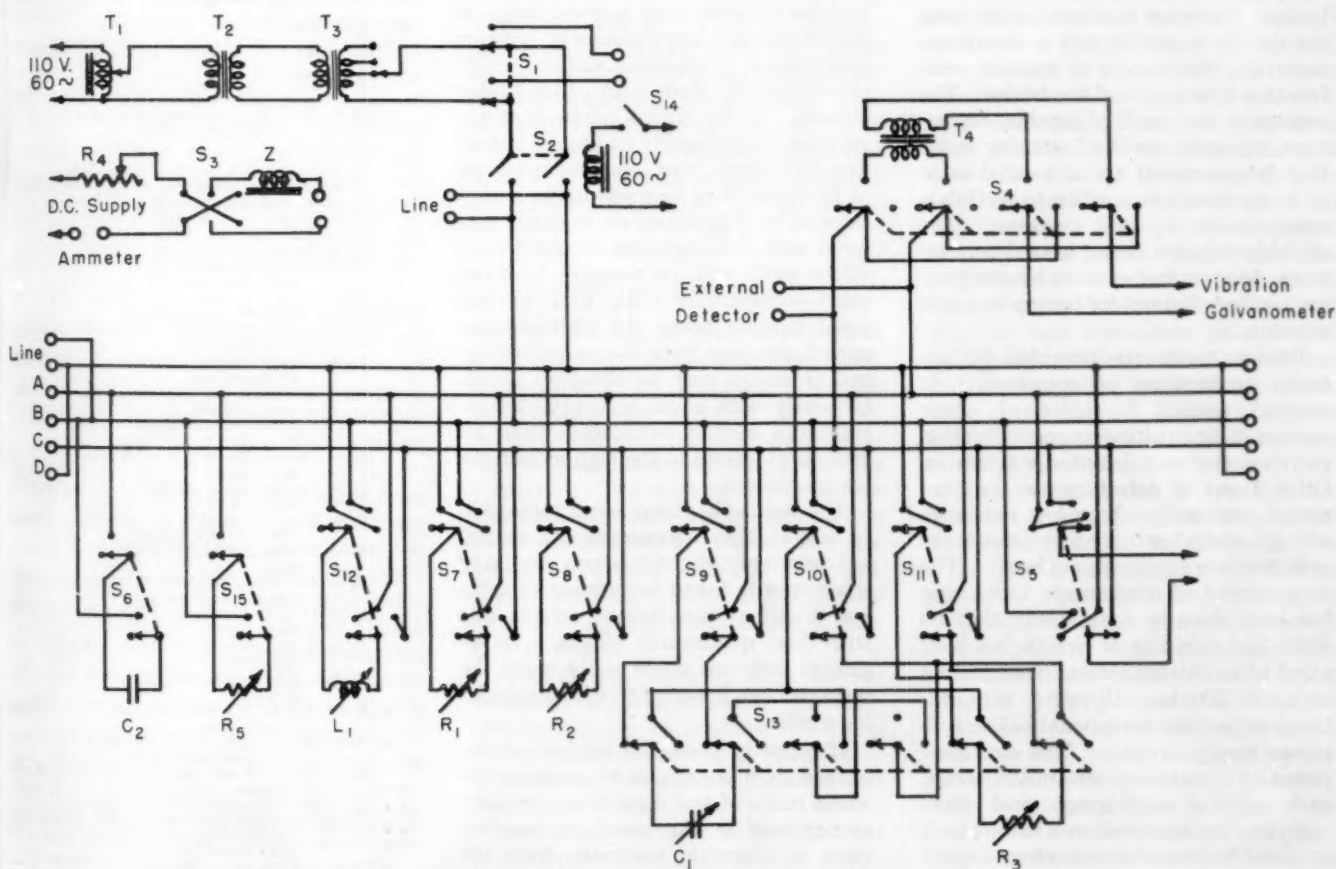 T1
T2
T3
110 V.
60~
S1
S14
S2
110 V
60~
T4
R4
S3
Z
D.C. Supply
Ammeter
Line
S4
External
Detector
Vibration
Galvanometer
Line
A
B
C
D
S6
S15
S12
S7
S8
S9
S10
S11
S5
C2
R5
L1
R1
R2
S13
C1
R3